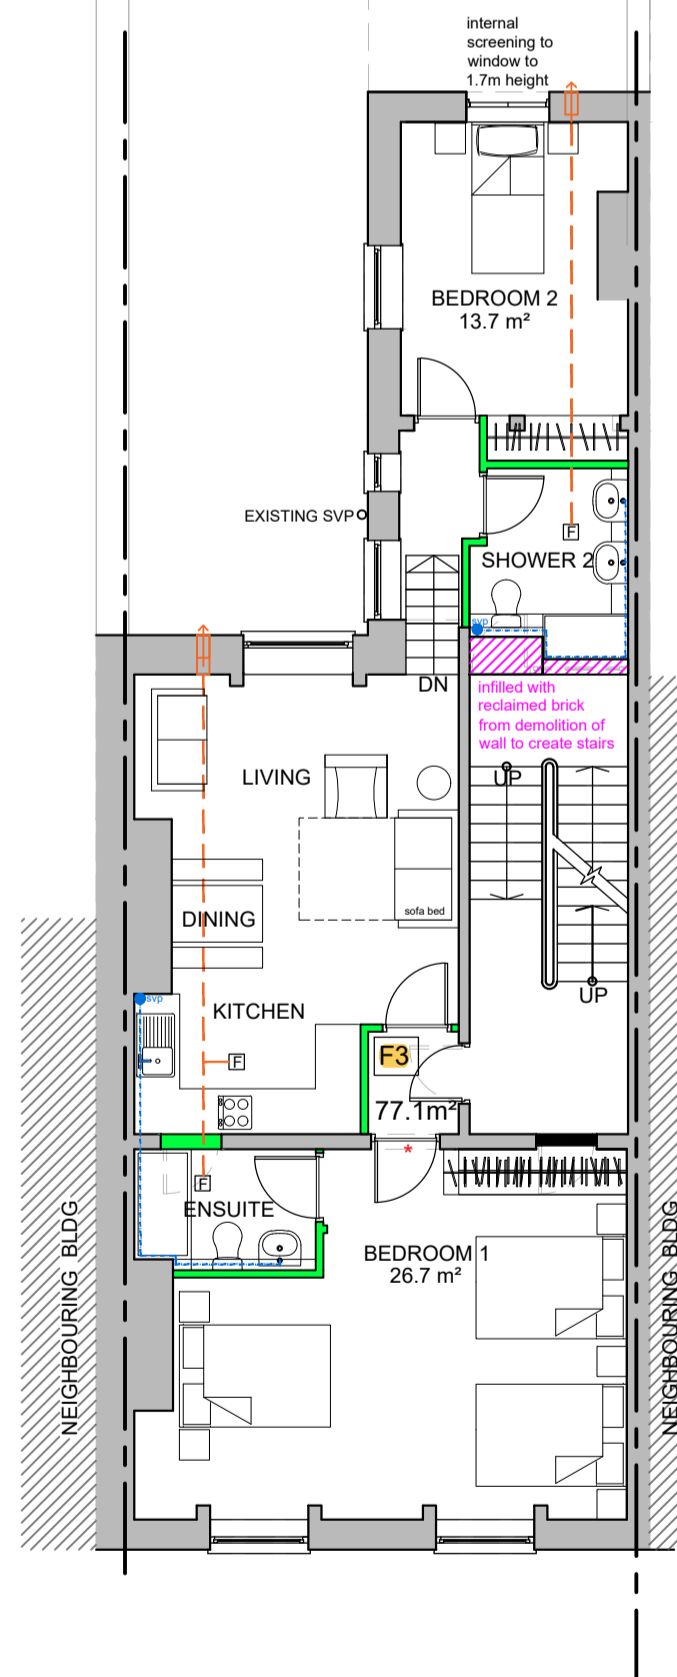 internal
screening to
window to
1.7m height
BEDROOM 2
13.7 m²
EXISTING SVP
F
SHOWER 2
svp
DN
infilled with
reclaimed brick
from demolition of
wall to create stairs
UP
LIVING
sofa bed
DINING
UP
svp
KITCHEN
F
F3
77.1m²
*
F
ENSUITE
BEDROOM 1
26.7 m²
NEIGHBOURING BLDG
NEIGHBOURING BLDG